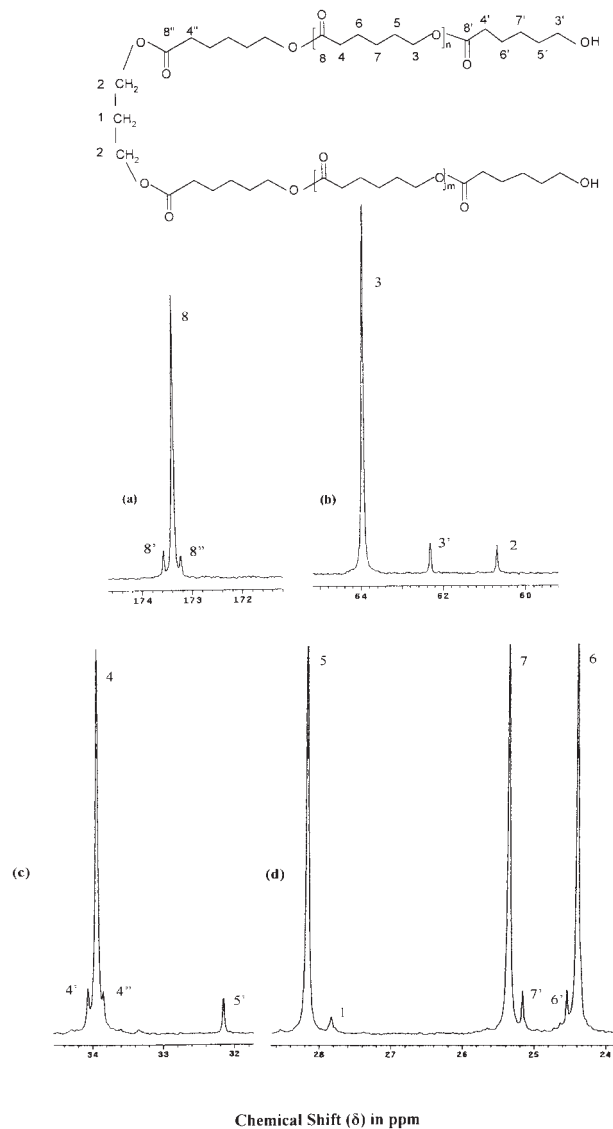 O O O
8" 4" 6 5 8' 4' 7' 3'
O O O n OH
O 8 4 7 3 O 6' 5'
2 CH2
1 CH2
2 CH2
O O O
O O O m OH
O O
3
8
(a) (b)
8' 8" 3' 2
174 173 172 64 62 60
4 5 7 6
(c) (d)
4' 4" 5' 1 7' 6'
34 33 32 28 27 26 25 24
Chemical Shift (δ) in ppm